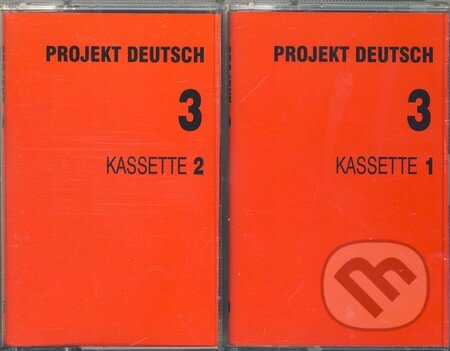 PROJEKT DEUTSCH
3
KASSETTE 2
PROJEKT DEUTSCH
3
KASSETTE 1